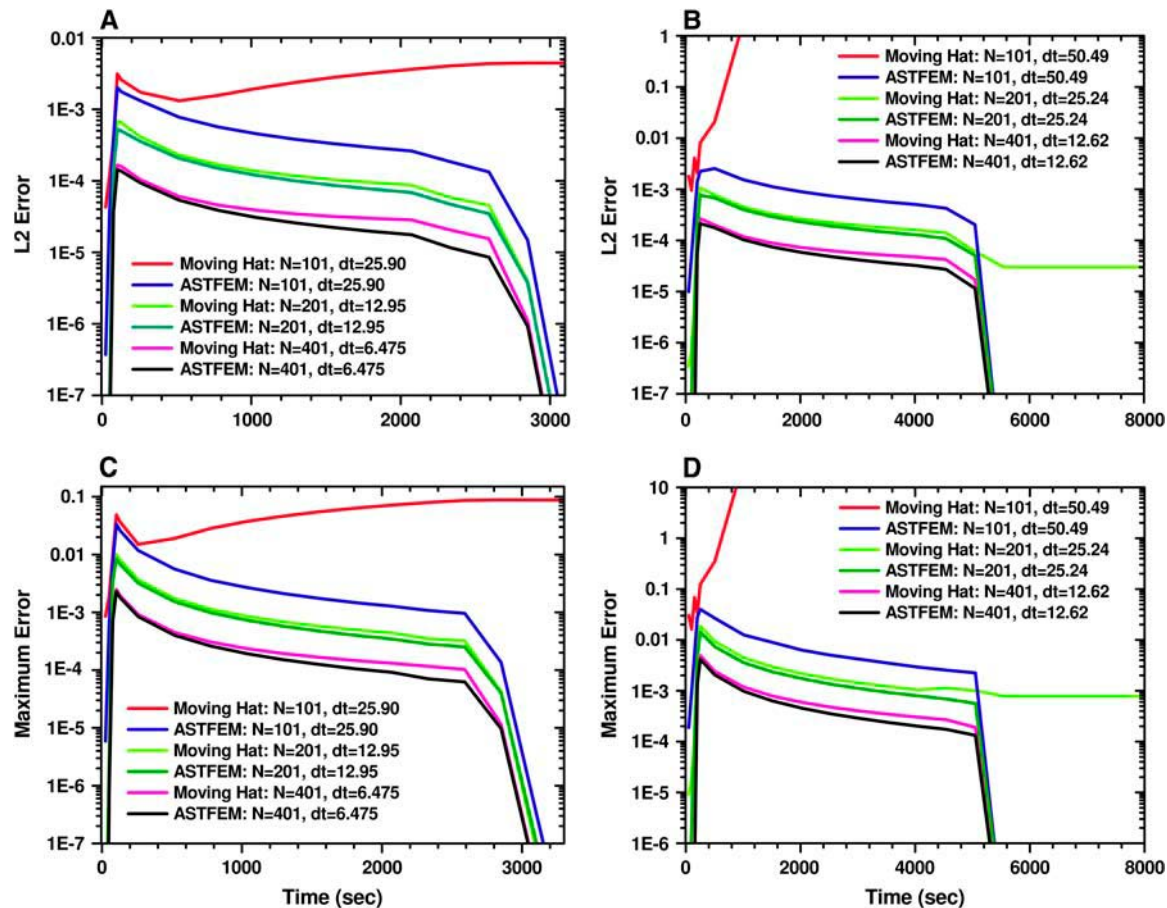 A
0.01
1E-3
1E-4
1E-5
1E-6
1E-7
L2 Error
Moving Hat: N=101, dt=25.90
ASTFEM: N=101, dt=25.90
Moving Hat: N=201, dt=12.95
ASTFEM: N=201, dt=12.95
Moving Hat: N=401, dt=6.475
ASTFEM: N=401, dt=6.475
0 1000 2000 3000
B
1
0.1
0.01
1E-3
1E-4
1E-5
1E-6
1E-7
L2 Error
Moving Hat: N=101, dt=50.49
ASTFEM: N=101, dt=50.49
Moving Hat: N=201, dt=25.24
ASTFEM: N=201, dt=25.24
Moving Hat: N=401, dt=12.62
ASTFEM: N=401, dt=12.62
0 2000 4000 6000 8000
C
0.1
0.01
1E-3
1E-4
1E-5
1E-6
1E-7
Maximum Error
Moving Hat: N=101, dt=25.90
ASTFEM: N=101, dt=25.90
Moving Hat: N=201, dt=12.95
ASTFEM: N=201, dt=12.95
Moving Hat: N=401, dt=6.475
ASTFEM: N=401, dt=6.475
0 1000 2000 3000
Time (sec)
D
10
1
0.1
0.01
1E-3
1E-4
1E-5
1E-6
Maximum Error
Moving Hat: N=101, dt=50.49
ASTFEM: N=101, dt=50.49
Moving Hat: N=201, dt=25.24
ASTFEM: N=201, dt=25.24
Moving Hat: N=401, dt=12.62
ASTFEM: N=401, dt=12.62
0 2000 4000 6000 8000
Time (sec)